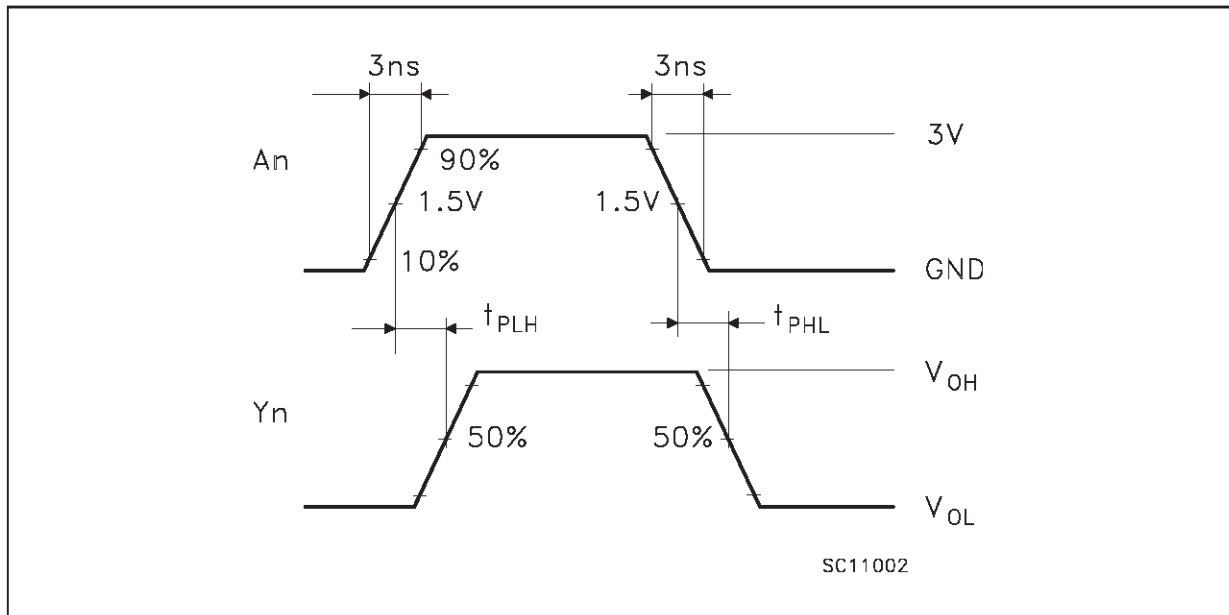 3ns 3ns
3V
An
90%
1.5V 1.5V
10%
GND
tPLH tPHL
VOH
Yn
50% 50%
VOL
SC11002